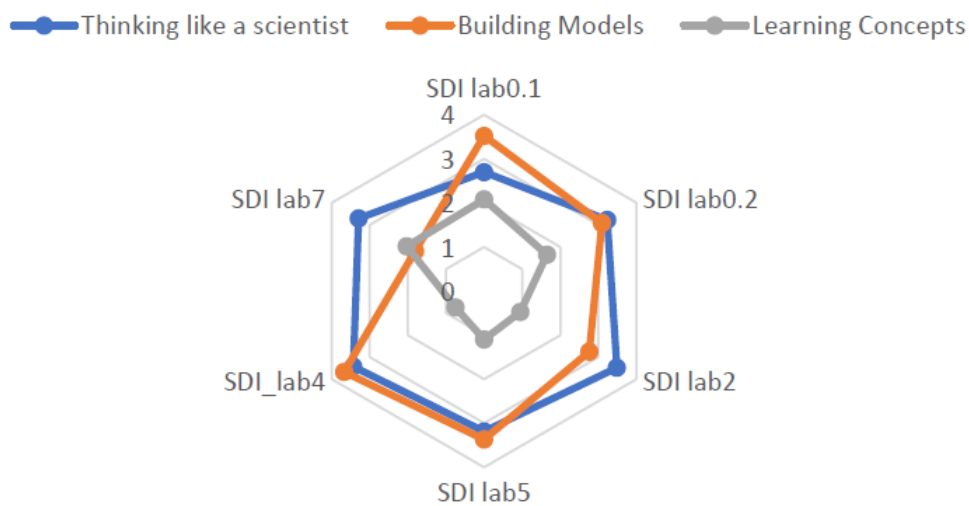 Thinking like a scientist Building Models Learning Concepts
SDI lab0.1
4
3
SDI lab7 SDI lab0.2
2
1
0
SDI_lab4 SDI lab2
SDI lab5